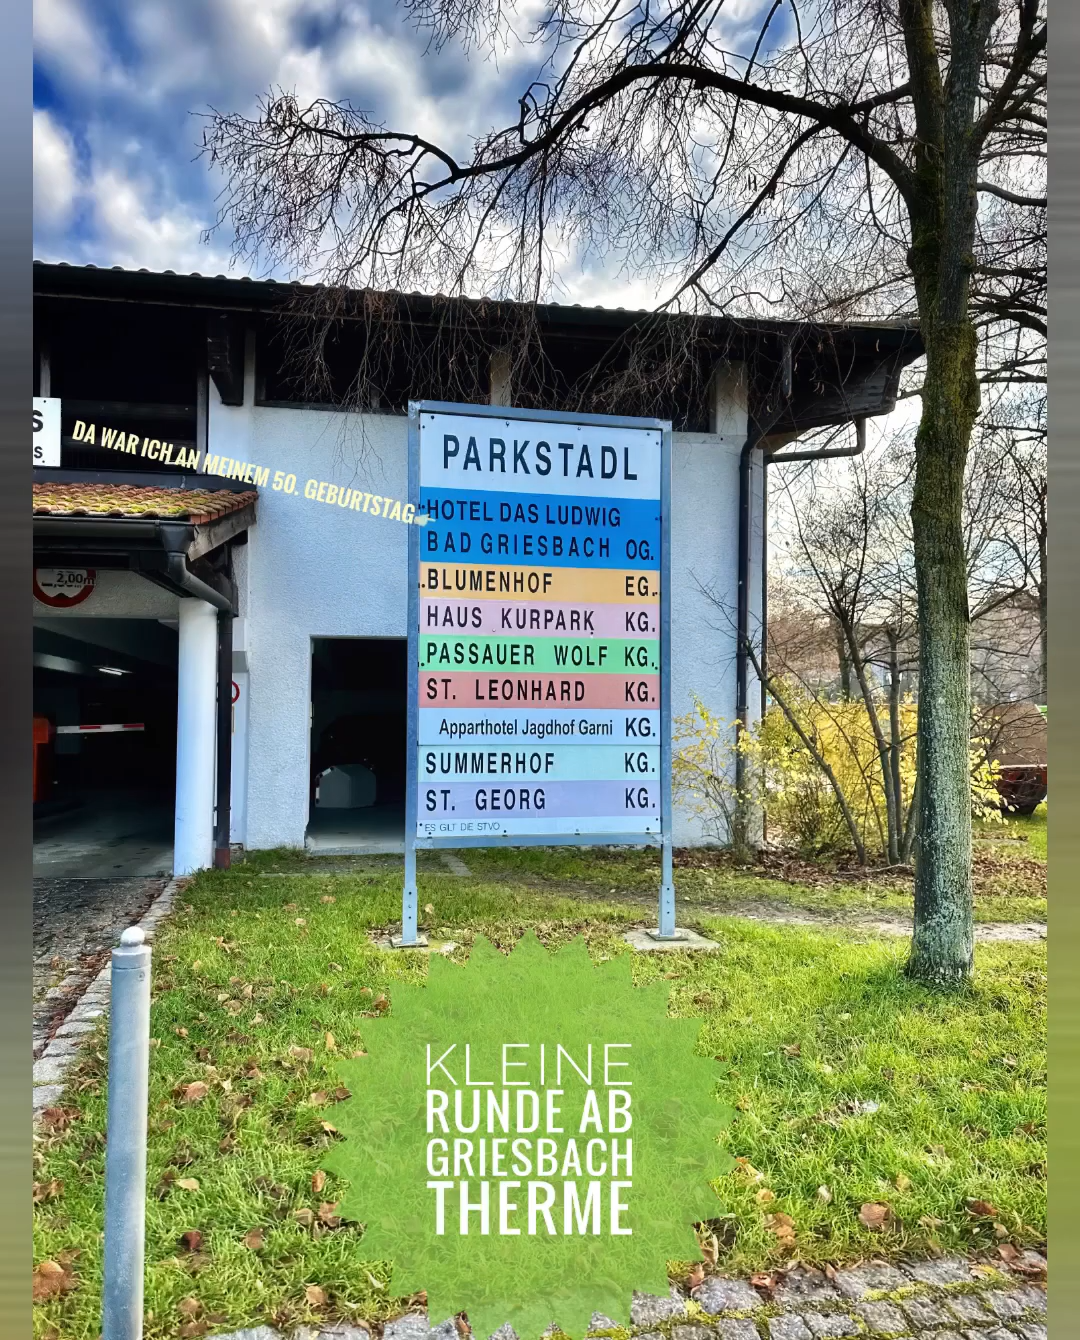 S
S.
DA WAR ICH AN MEINEM 50. GEBURTSTAG
2,00m
PARKSTADL
HOTEL DAS LUDWIG
BAD GRIESBACH OG.
BLUMENHOF EG.
HAUS KURPARK KG.
PASSAUER WOLF KG.
ST. LEONHARD KG.
Apparthotel Jagdhof Garni KG.
SUMMERHOF KG.
ST. GEORG KG.
ES GILT DIE STVO
KLEINE
RUNDE AB
GRIESBACH
THERME